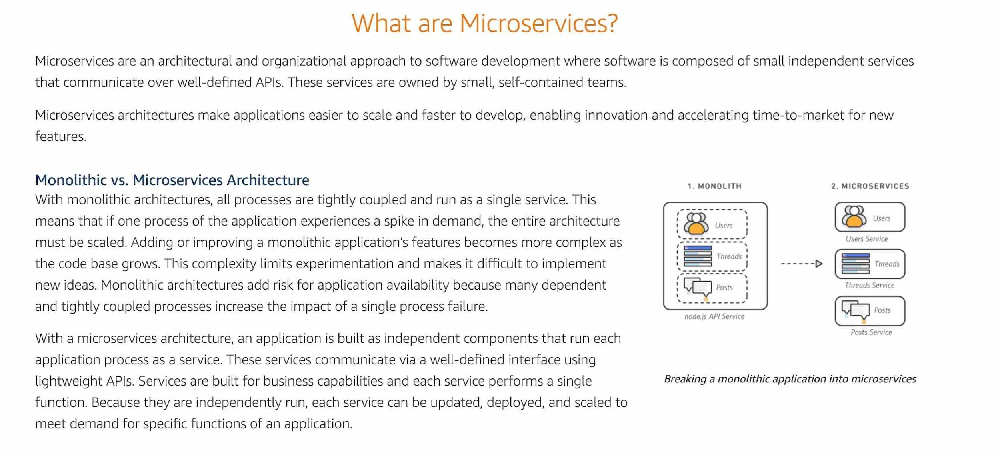 What are Microservices?
Microservices are an architectural and organizational approach to software development where software is composed of small independent services
that communicate over well-defined APIs. These services are owned by small, self-contained teams.
Microservices architectures make applications easier to scale and faster to develop, enabling innovation and accelerating time-to-market for new
features.
Monolithic vs. Microservices Architecture
With monolithic architectures, all processes are tightly coupled and run as a single service. This
means that if one process of the application experiences a spike in demand, the entire architecture
must be scaled. Adding or improving a monolithic application's features becomes more complex as
the code base grows. This complexity limits experimentation and makes it difficult to implement
new ideas. Monolithic architectures add risk for application availability because many dependent
and tightly coupled processes increase the impact of a single process failure.
With a microservices architecture, an application is built as independent components that run each
application process as a service. These services communicate via a well-defined interface using
lightweight APIs. Services are built for business capabilities and each service performs a single
function. Because they are independently run, each service can be updated, deployed, and scaled to
meet demand for specific functions of an application.
1. MONOLITH
Users
Threads
Posts
node.js API Service
2. MICROSERVICES
Users
Users Service
Threads
Threads Service
Posts
Posts Service
Breaking a monolithic application into microservices